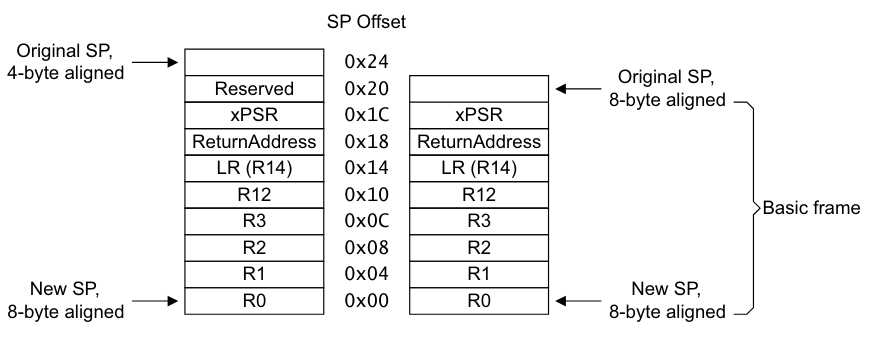 SP Offset
Original SP,
4-byte aligned
0x24
Reserved
0x20
Original SP,
8-byte aligned
xPSR
0x1C
xPSR
ReturnAddress
0x18
ReturnAddress
LR (R14)
0x14
LR (R14)
R12
0x10
R12
Basic frame
R3
0x0C
R3
R2
0x08
R2
R1
0x04
R1
New SP,
8-byte aligned
R0
0x00
R0
New SP,
8-byte aligned